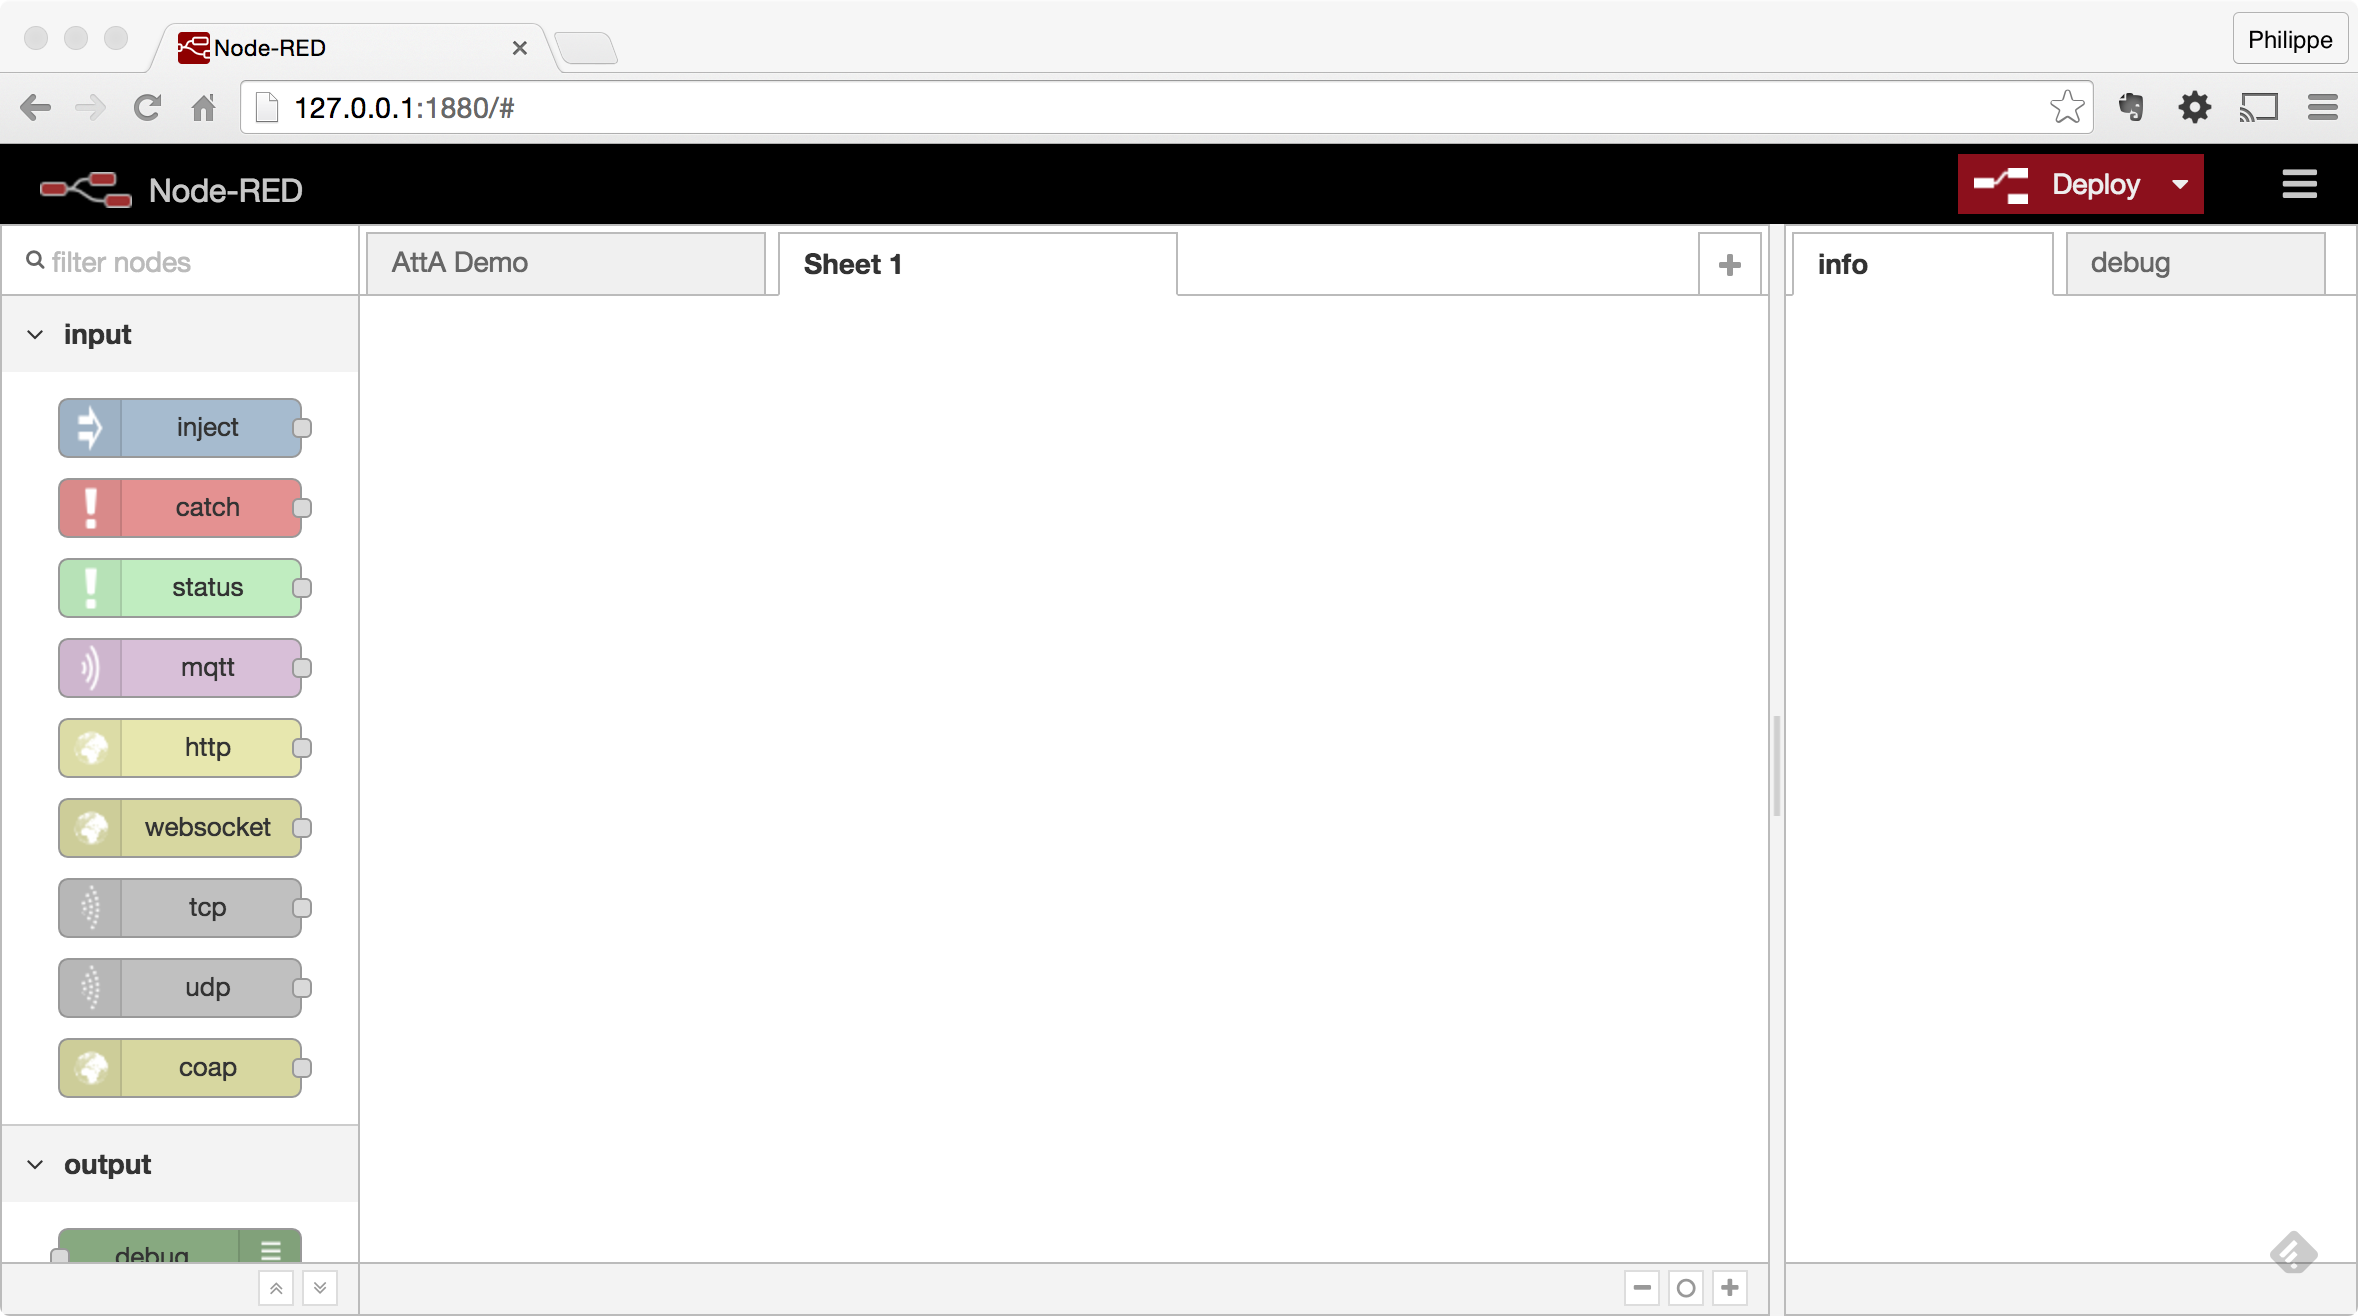 Node-RED
Philippe
127.0.0.1:1880/#
Node-RED
Deploy
filter nodes
AttA Demo
Sheet 1
info
debug
input
inject
catch
status
mqtt
http
websocket
tcp
udp
coap
output
debug